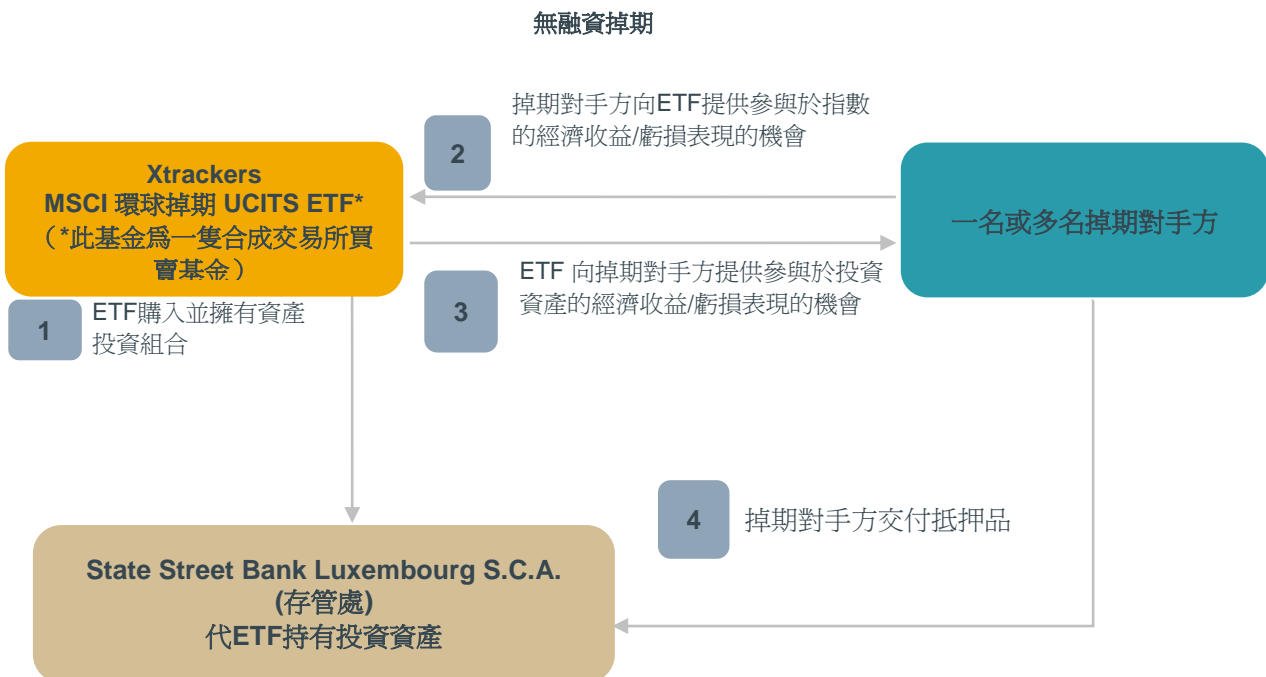 無融資掉期
2
掉期對手方向ETF提供參與於指數
的經濟收益/虧損表現的機會
Xtrackers
MSCI 環球掉期 UCITS ETF*
（*此基金爲一隻合成交易所買
賣基金）
一名或多名掉期對手方
3
ETF 向掉期對手方提供參與於投資
資產的經濟收益/虧損表現的機會
1
ETF購入並擁有資產
投資組合
4
掉期對手方交付抵押品
State Street Bank Luxembourg S.C.A.
(存管處)
代ETF持有投資資產